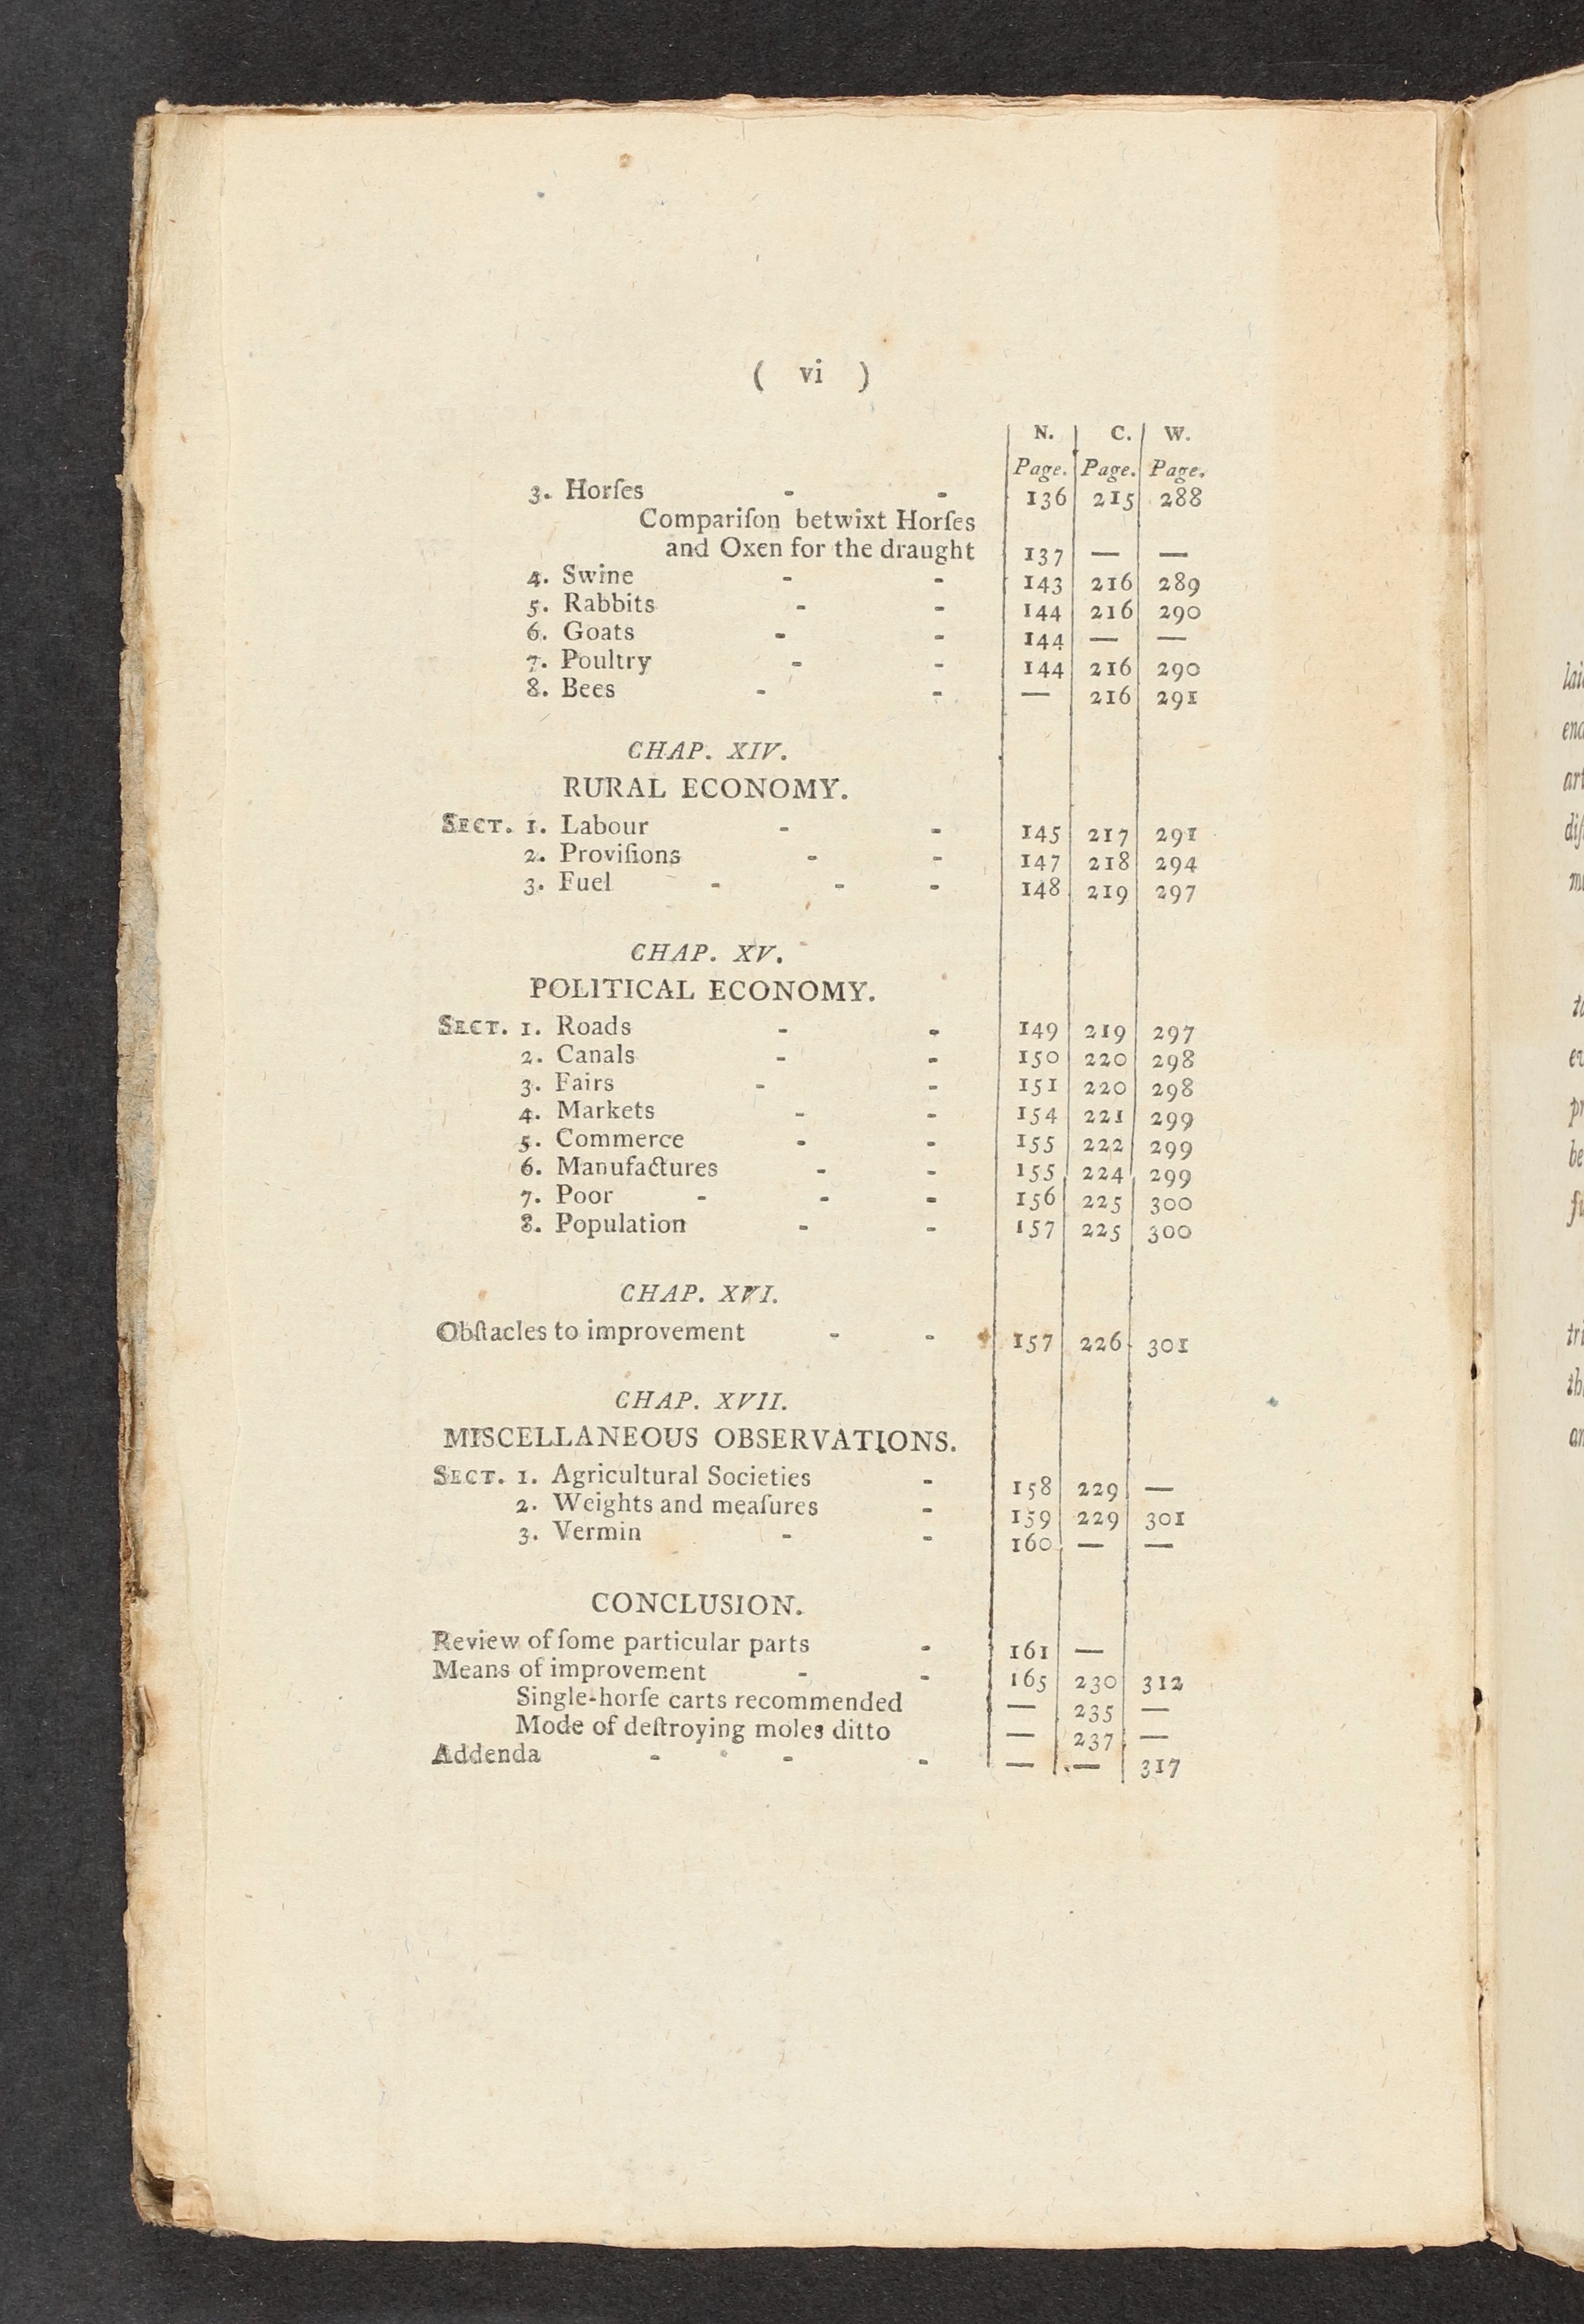 ( vi )
N. C. W.
Page. Page. Page.
3. Horſes - - 136 215 288
Compariſon betwixt Horſes
and Oxen for the draught 137 — —
4. Swine - - 143 216 289
5. Rabbits - - 144 216 290
6. Goats - - 144 — —
7. Poultry - - 144 216 290
8. Bees - - — 216 291
CHAP. XIV.
RURAL ECONOMY.
SECT. 1. Labour - - 145 217 291
2. Proviſions - - 147 218 294
3. Fuel - - - 148 219 297
CHAP. XV.
POLITICAL ECONOMY.
SECT. 1. Roads - - 149 219 297
2. Canals - - 150 220 298
3. Fairs - - 151 220 298
4. Markets - - 154 221 299
5. Commerce - - 155 222 299
6. Manufactures - - 155 224 299
7. Poor - - - 156 225 300
8. Population - - 157 225 300
CHAP. XVI.
Obſtacles to improvement - - 157 226 301
CHAP. XVII.
MISCELLANEOUS OBSERVATIONS.
SECT. 1. Agricultural Societies - 158 229 —
2. Weights and meaſures - 159 229 301
3. Vermin - - 160 — —
CONCLUSION.
Review of ſome particular parts - 161 —
Means of improvement - - 165 230 312
Single-horſe carts recommended — 235 —
Mode of deſtroying moles ditto — 237 —
Addenda - - - — — 317